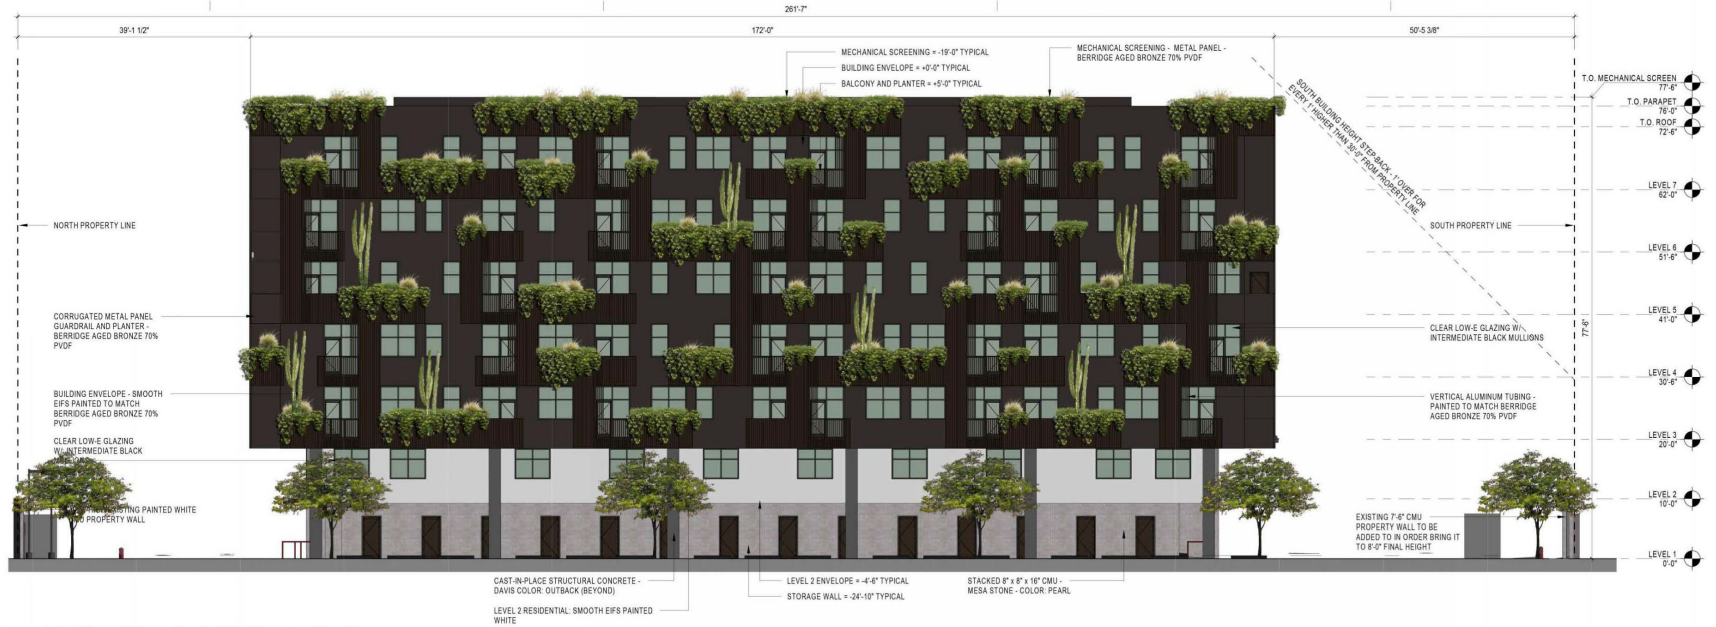 261'-7"
39'-1 1/2"
172'-0"
50'-5 3/8"
MECHANICAL SCREENING = -19'-0" TYPICAL
BUILDING ENVELOPE = +0'-0" TYPICAL
BALCONY AND PLANTER = +5'-0" TYPICAL
MECHANICAL SCREENING - METAL PANEL -
BERRIDGE AGED BRONZE 70% PVDF
SOUTH BUILDING HEIGHT STEP-BACK - 1' OVER FOR
EVERY 1' HIGHER THAN 30'-0" FROM PROPERTY LINE
T.O. MECHANICAL SCREEN
77'-6"
T.O. PARAPET
76'-0"
T.O. ROOF
72'-6"
LEVEL 7
62'-0"
LEVEL 6
51'-6"
LEVEL 5
41'-0"
LEVEL 4
30'-6"
LEVEL 3
20'-0"
LEVEL 2
10'-0"
LEVEL 1
0'-0"
77'-6"
NORTH PROPERTY LINE
SOUTH PROPERTY LINE
CORRUGATED METAL PANEL
GUARDRAIL AND PLANTER -
BERRIDGE AGED BRONZE 70%
PVDF
BUILDING ENVELOPE - SMOOTH
EIFS PAINTED TO MATCH
BERRIDGE AGED BRONZE 70%
PVDF
CLEAR LOW-E GLAZING
W/ INTERMEDIATE BLACK
EXISTING PAINTED WHITE
PROPERTY WALL
CLEAR LOW-E GLAZING W/
INTERMEDIATE BLACK MULLIONS
VERTICAL ALUMINUM TUBING -
PAINTED TO MATCH BERRIDGE
AGED BRONZE 70% PVDF
EXISTING 7'-6" CMU
PROPERTY WALL TO BE
ADDED TO IN ORDER BRING IT
TO 8'-0" FINAL HEIGHT
CAST-IN-PLACE STRUCTURAL CONCRETE -
DAVIS COLOR: OUTBACK (BEYOND)
LEVEL 2 RESIDENTIAL: SMOOTH EIFS PAINTED
WHITE
LEVEL 2 ENVELOPE = -4'-6" TYPICAL
STORAGE WALL = -24'-10" TYPICAL
STACKED 8" x 8" x 16" CMU -
MESA STONE - COLOR: PEARL